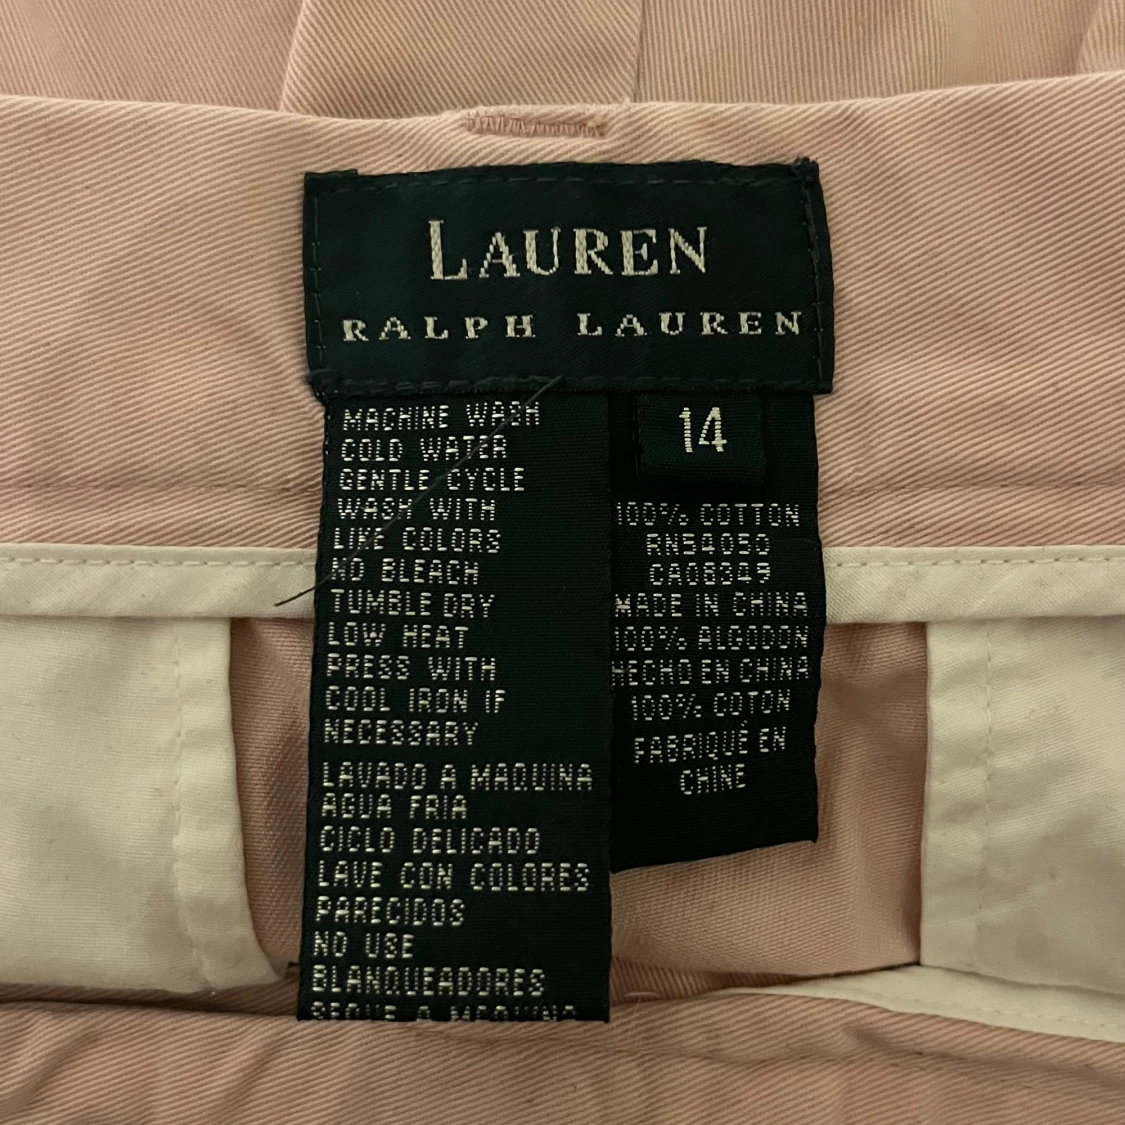 LAUREN
RALPH LAUREN
14
MACHINE WASH
COLD WATER
GENTLE CYCLE
WASH WITH
LIKE COLORS
NO BLEACH
TUMBLE DRY
LOW HEAT
PRESS WITH
COOL IRON IF
NECESSARY
LAVADO A MAQUINA
AGUA FRIA
CICLO DELICADO
LAVE CON COLORES
PARECIDOS
NO USE
BLANQUEADORES
SEQUE A MAQUINA
100% COTTON
RN54050
CA08349
MADE IN CHINA
100% ALGODON
HECHO EN CHINA
100% COTON
FABRIQUÉ EN
CHINE